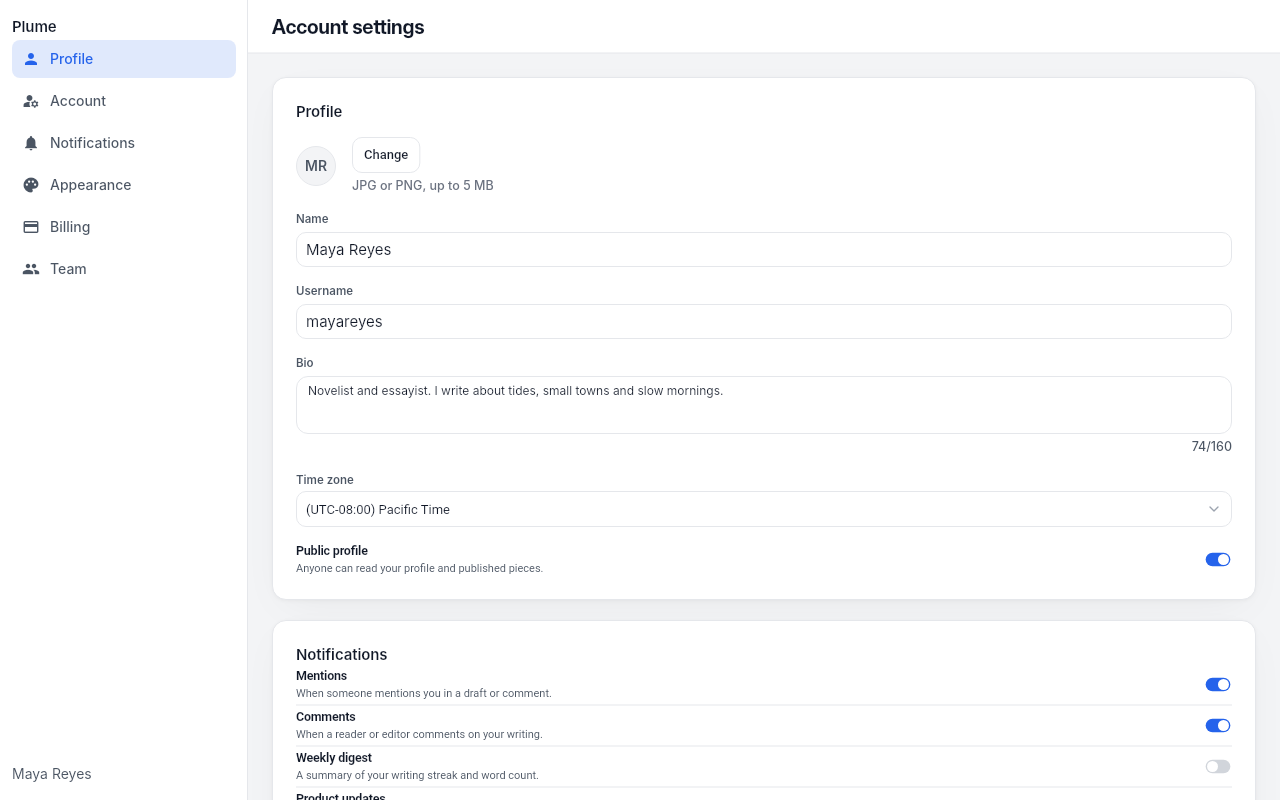 Plume
Profile
Account
Notifications
Appearance
Billing
Team
Maya Reyes
Account settings
Profile
MR
Change
JPG or PNG, up to 5 MB
Name
Maya Reyes
Username
mayareyes
Bio
Novelist and essayist. I write about tides, small towns and slow mornings.
74/160
Time zone
(UTC-08:00) Pacific Time
Public profile
Anyone can read your profile and published pieces.
Notifications
Mentions
When someone mentions you in a draft or comment.
Comments
When a reader or editor comments on your writing.
Weekly digest
A summary of your writing streak and word count.
Product updates